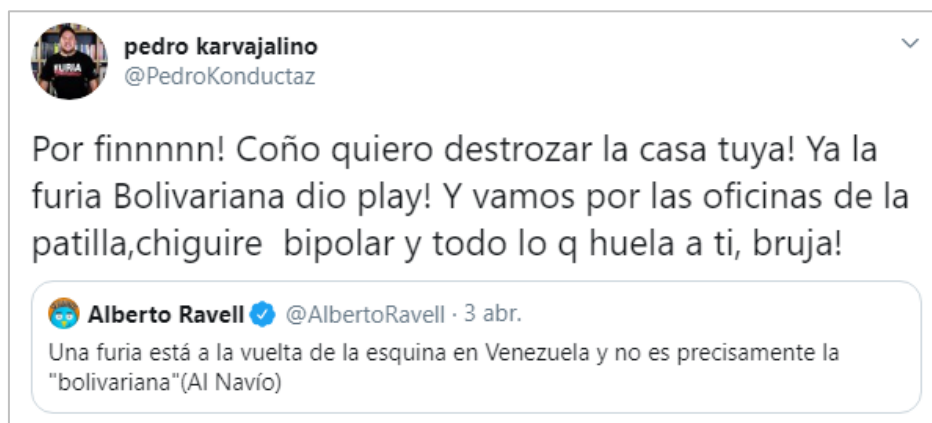 pedro karvajalino
@PedroKonductaz
Por finnnnn! Coño quiero destrozar la casa tuya! Ya la
furia Bolivariana dio play! Y vamos por las oficinas de la
patilla,chiguire bipolar y todo lo q huela a ti, bruja!
Alberto Ravell @AlbertoRavell · 3 abr.
Una furia está a la vuelta de la esquina en Venezuela y no es precisamente la
"bolivariana"(Al Navío)